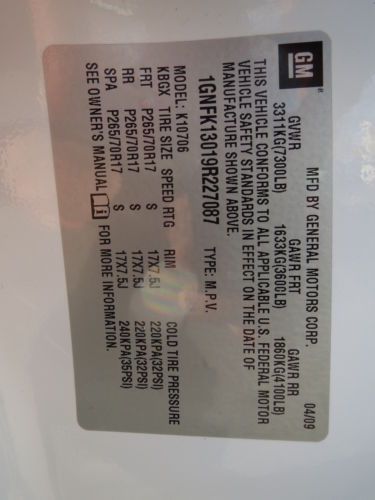 GM
MFD BY GENERAL MOTORS CORP. 04/09
GVWR GAWR FRT GAWR RR
3311KG(7300LB) 1633KG(3600LB) 1860KG(4100LB)
THIS VEHICLE CONFORMS TO ALL APPLICABLE U.S. FEDERAL MOTOR
VEHICLE SAFETY STANDARDS IN EFFECT ON THE DATE OF
MANUFACTURE SHOWN ABOVE.
1GNFK13019R227087 TYPE: M.P.V.
MODEL: K10706
KBGX TIRE SIZE SPEED RTG RIM COLD TIRE PRESSURE
FRT P265/70R17 S 17X7.5J 220KPA(32PSI)
RR P265/70R17 S 17X7.5J 220KPA(32PSI)
SPA P265/70R17 S 17X7.5J 240KPA(35PSI)
SEE OWNER'S MANUAL FOR MORE INFORMATION.